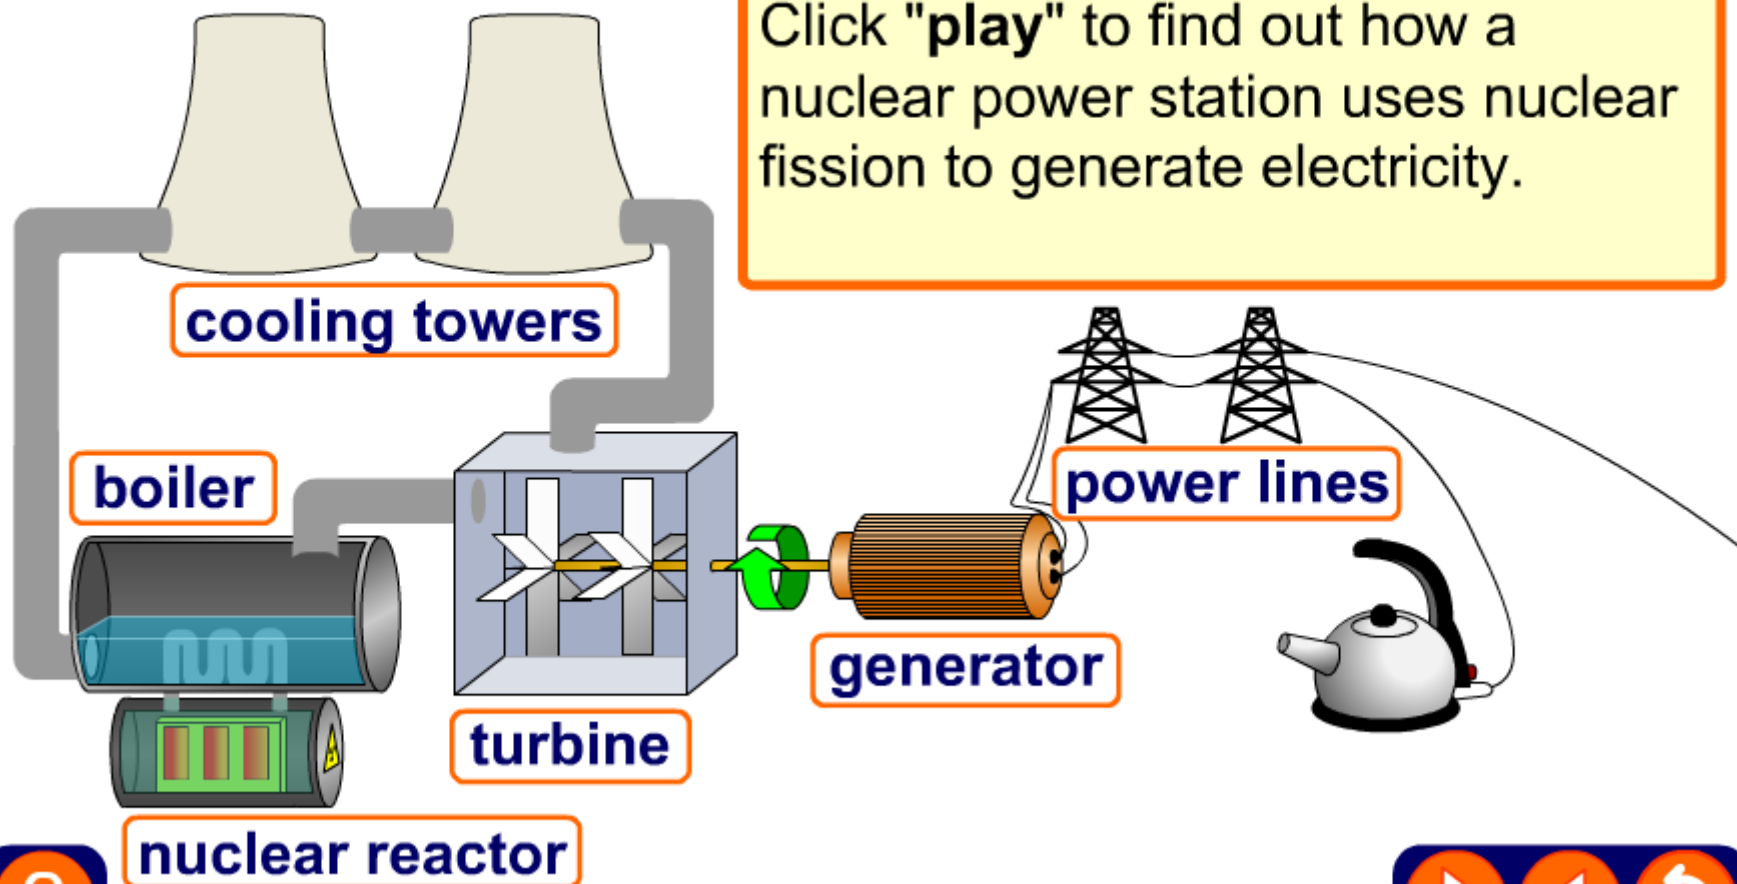 Click "play" to find out how a
nuclear power station uses nuclear
fission to generate electricity.
cooling towers
boiler
power lines
generator
turbine
nuclear reactor